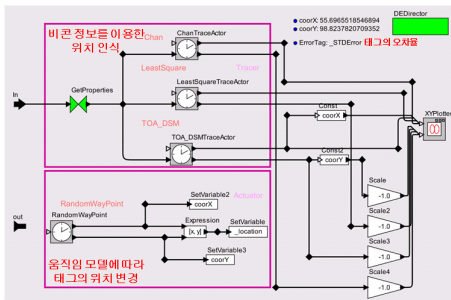 비콘 정보를 이용한
위치 인식
Chan
ChanTraceActor
LeastSquare
Tracer
In
GetProperties
LeastSquareTraceActor
TOA_DSM
TOA_DSMTraceActor
coorX: 55.6965518546894
coorY: 98.8237820709352
ErrorTag: _STDError 태그의 오차율
DEDirector
Const
coorX
XYPlotter
Const2
coorY
Scale
-1.0
Scale2
-1.0
Scale3
-1.0
Scale4
-1.0
out
RandomWayPoint
RandomWayPoint
SetVariable2
coorX
Actuator
Expression
[x, y]
SetVariable
_location
SetVariable3
coorY
움직임 모델에 따라
태그의 위치 변경